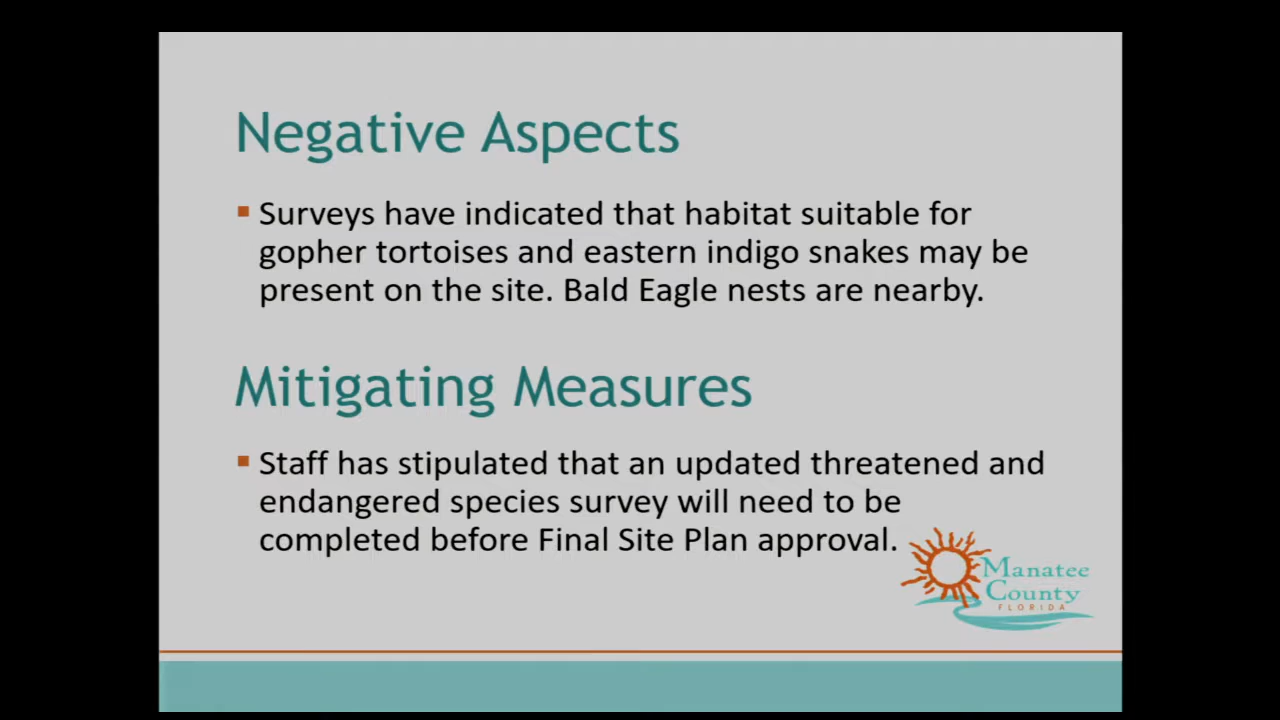 Negative Aspects
Surveys have indicated that habitat suitable for
gopher tortoises and eastern indigo snakes may be
present on the site. Bald Eagle nests are nearby.
Mitigating Measures
Staff has stipulated that an updated threatened and
endangered species survey will need to be
completed before Final Site Plan approval.
Manatee
County
FLORIDA